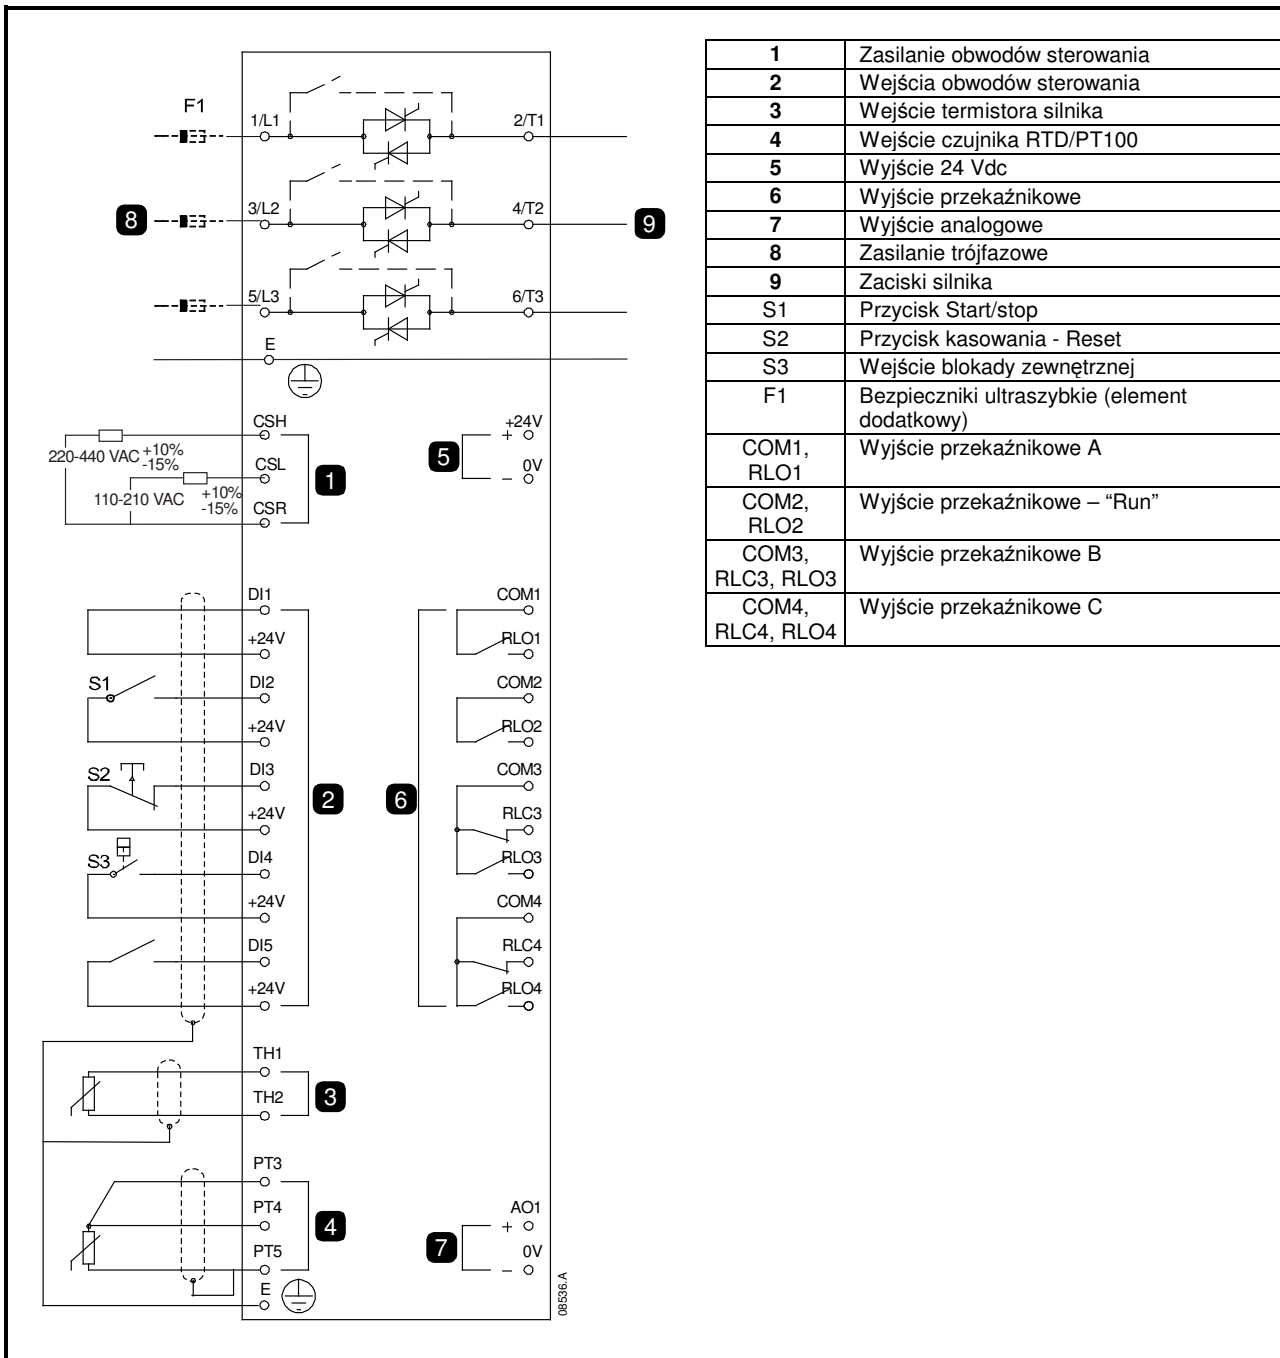 F1
1/L1
2/T1
3/L2
4/T2
8
9
5/L3
6/T3
E
CSH
220-440 VAC +10% -15%
CSL
110-210 VAC +10% -15%
CSR
1
+24V
+
5
0V
–
DI1
+24V
S1
DI2
+24V
S2
DI3
+24V
2
S3
DI4
+24V
DI5
+24V
COM1
RLO1
COM2
RLO2
COM3
6
RLC3
RLO3
COM4
RLC4
RLO4
TH1
TH2
3
PT3
PT4
4
PT5
E
AO1
+
7
0V
–
08536.A
1 Zasilanie obwodów sterowania
2 Wejścia obwodów sterowania
3 Wejście termistora silnika
4 Wejście czujnika RTD/PT100
5 Wyjście 24 Vdc
6 Wyjście przekaźnikowe
7 Wyjście analogowe
8 Zasilanie trójfazowe
9 Zaciski silnika
S1 Przycisk Start/stop
S2 Przycisk kasowania - Reset
S3 Wejście blokady zewnętrznej
F1 Bezpieczniki ultraszybkie (element
dodatkowy)
COM1, Wyjście przekaźnikowe A
RLO1
COM2, Wyjście przekaźnikowe – “Run”
RLO2
COM3, Wyjście przekaźnikowe B
RLC3, RLO3
COM4, Wyjście przekaźnikowe C
RLC4, RLO4